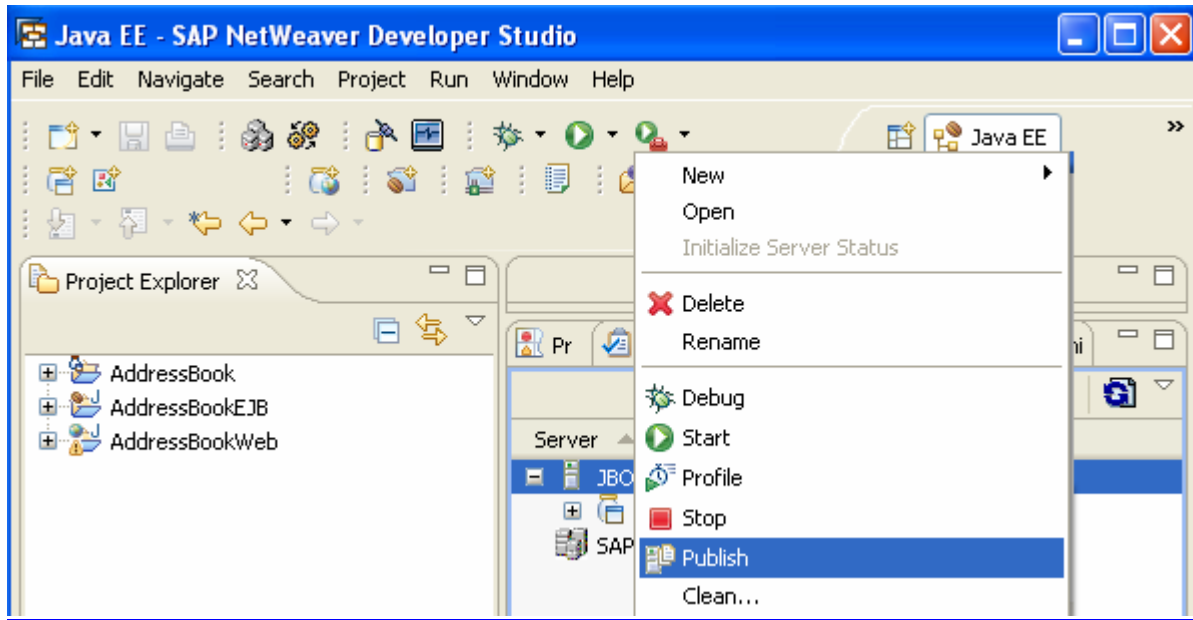 Java EE - SAP NetWeaver Developer Studio
File Edit Navigate Search Project Run Window Help
Java EE
New
Open
Initialize Server Status
Project Explorer
Delete
Rename
Pr
AddressBook
AddressBookEJB
AddressBookWeb
Debug
Server
Start
JBO
Profile
Stop
SAP
Publish
Clean...